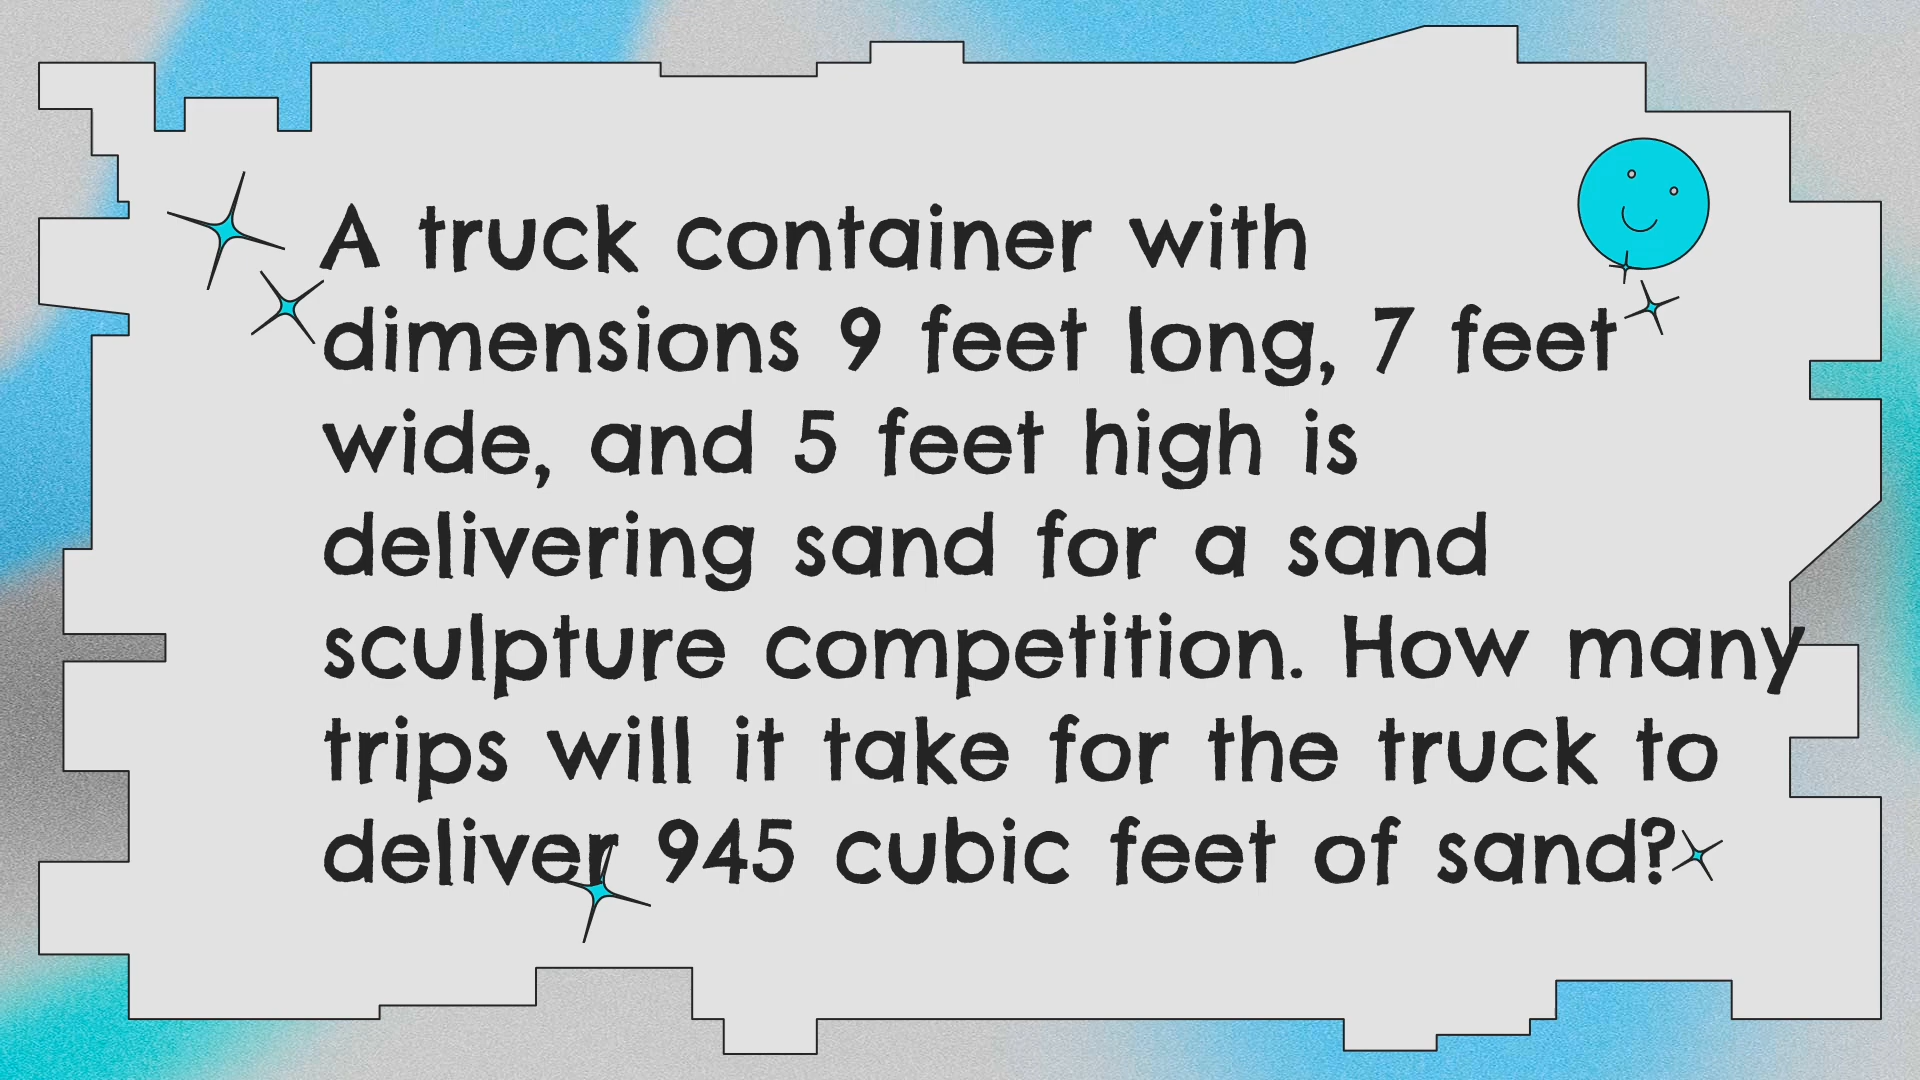 A truck container with
dimensions 9 feet long, 7 feet
wide, and 5 feet high is
delivering sand for a sand
sculpture competition. How many
trips will it take for the truck to
deliver 945 cubic feet of sand?